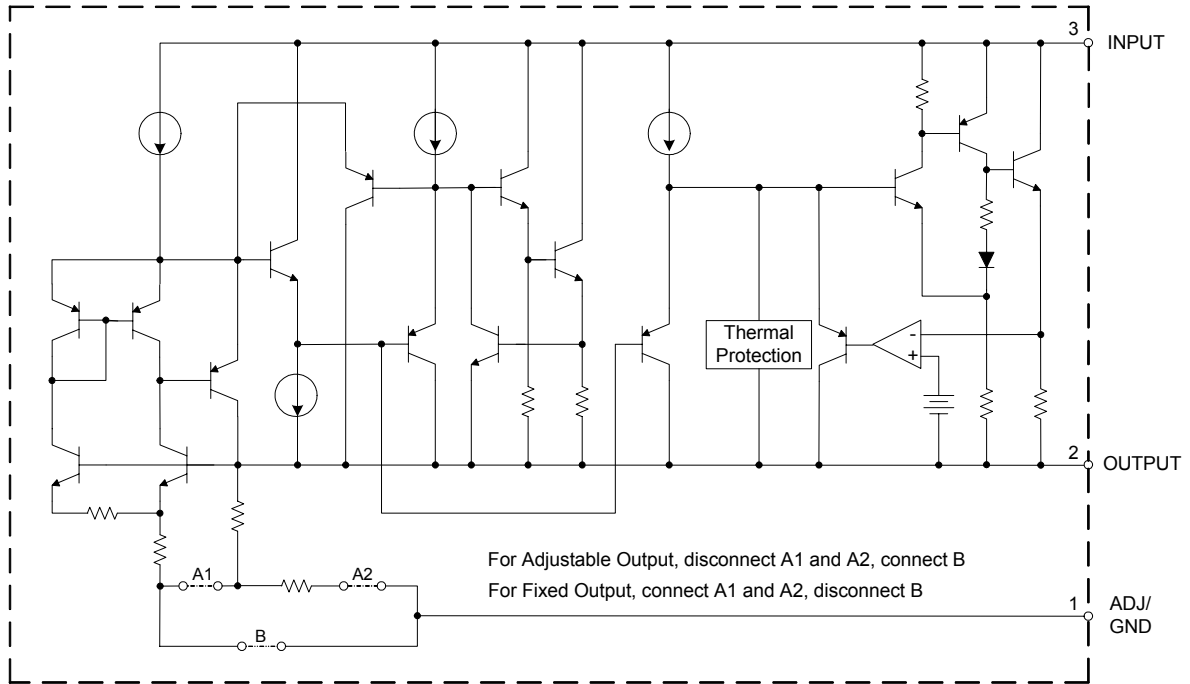 3
INPUT
Thermal
Protection
-
+
2
OUTPUT
For Adjustable Output, disconnect A1 and A2, connect B
A1
A2
For Fixed Output, connect A1 and A2, disconnect B
1
ADJ/
GND
B